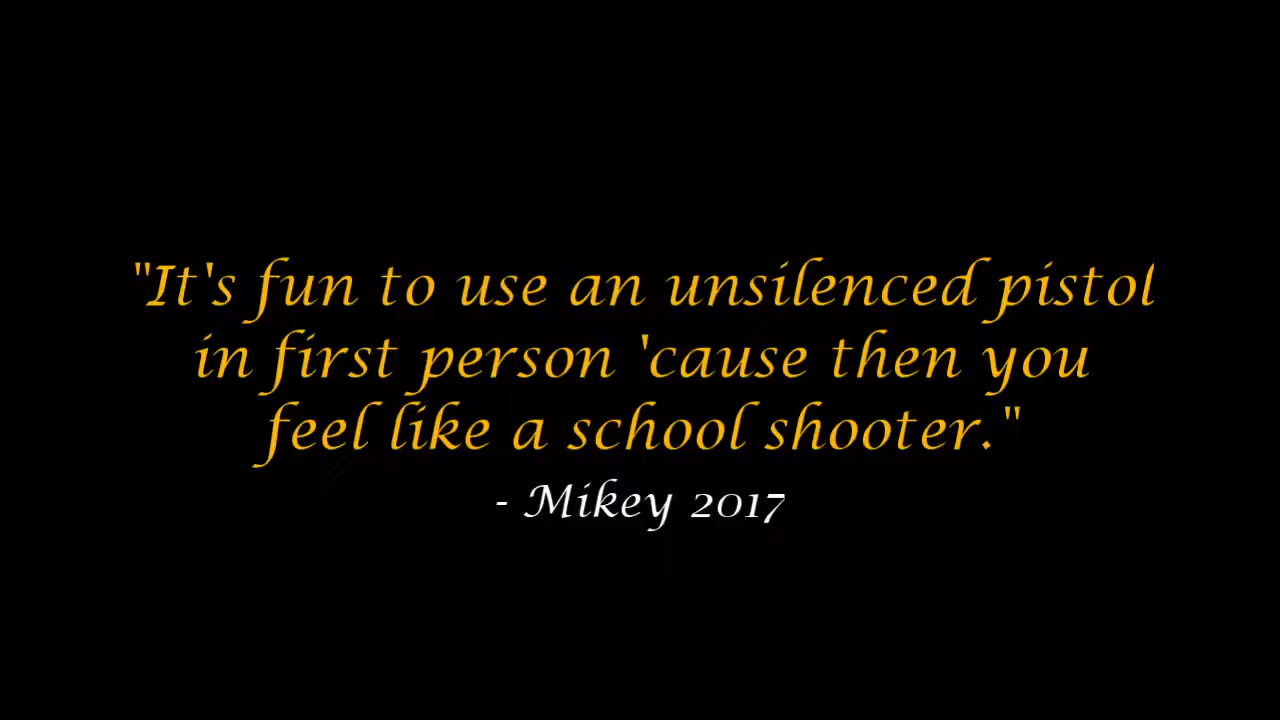 "It's fun to use an unsilenced pistol
in first person 'cause then you
feel like a school shooter."
- Mikey 2017